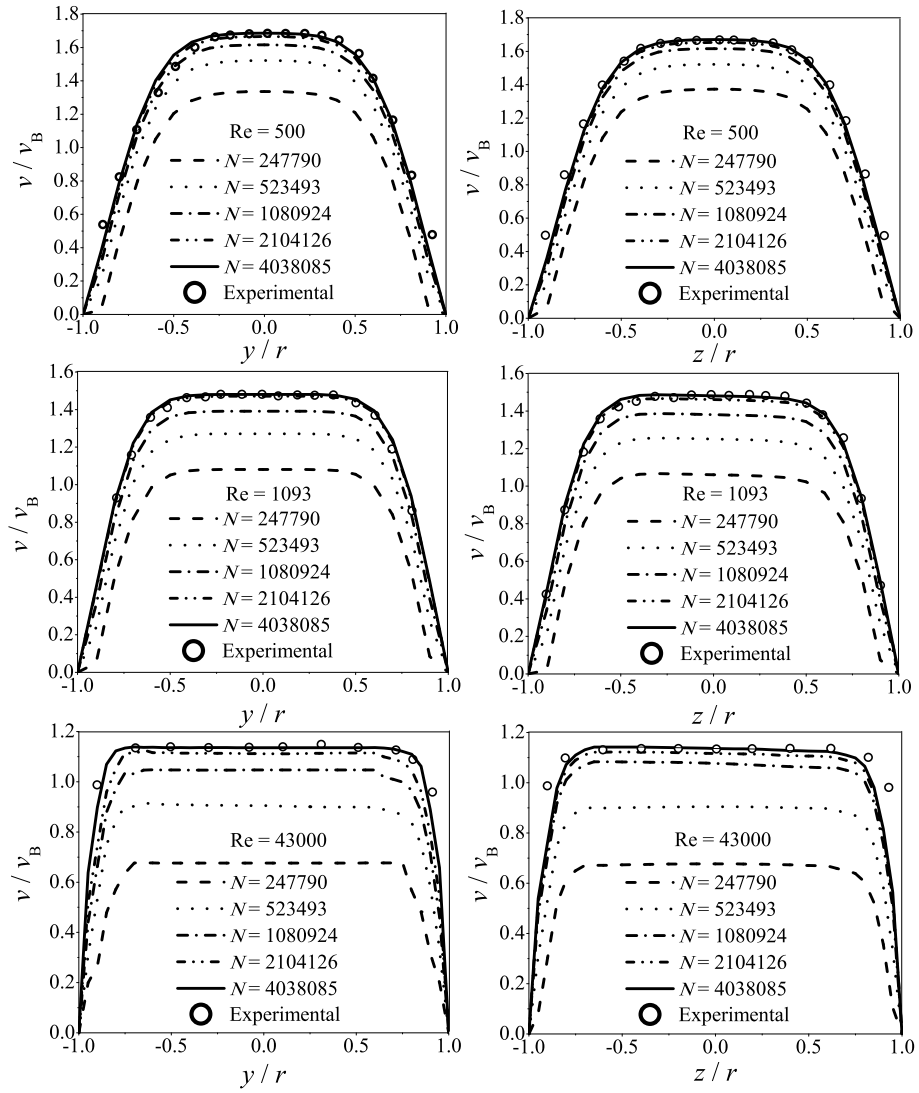 1.8
1.6
1.4
1.2
1.0
0.8
0.6
0.4
0.2
0.0
v / vB
Re = 500
N = 247790
N = 523493
N = 1080924
N = 2104126
N = 4038085
Experimental
-1.0 -0.5 0.0 0.5 1.0
y / r
1.8
1.6
1.4
1.2
1.0
0.8
0.6
0.4
0.2
0.0
v / vB
Re = 500
N = 247790
N = 523493
N = 1080924
N = 2104126
N = 4038085
Experimental
-1.0 -0.5 0.0 0.5 1.0
z / r
1.6
1.4
1.2
1.0
0.8
0.6
0.4
0.2
0.0
v / vB
Re = 1093
N = 247790
N = 523493
N = 1080924
N = 2104126
N = 4038085
Experimental
-1.0 -0.5 0.0 0.5 1.0
y / r
1.6
1.4
1.2
1.0
0.8
0.6
0.4
0.2
0.0
v / vB
Re = 1093
N = 247790
N = 523493
N = 1080924
N = 2104126
N = 4038085
Experimental
-1.0 -0.5 0.0 0.5 1.0
z / r
1.2
1.0
0.8
0.6
0.4
0.2
0.0
v / vB
Re = 43000
N = 247790
N = 523493
N = 1080924
N = 2104126
N = 4038085
Experimental
-1.0 -0.5 0.0 0.5 1.0
y / r
1.2
1.0
0.8
0.6
0.4
0.2
0.0
v / vB
Re = 43000
N = 247790
N = 523493
N = 1080924
N = 2104126
N = 4038085
Experimental
-1.0 -0.5 0.0 0.5 1.0
z / r